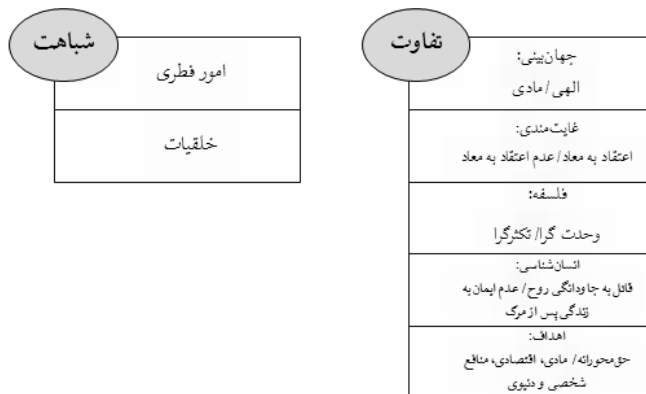 تفاوت
جهان‌بینی:
الهی/ مادی
غایت‌مندی:
اعتقاد به معاد/ عدم اعتقاد به معاد
فلسفه:
وحدت گرا/ تکثرگرا
انسان‌شناسی:
قائل به جاودانگی روح/ عدم ایمان به
زندگی پس از مرگ
اهداف:
حق‌محورانه/ مادی، اقتصادی، منافع
شخصی و دنیوی
شباهت
امور فطری
خلقیات